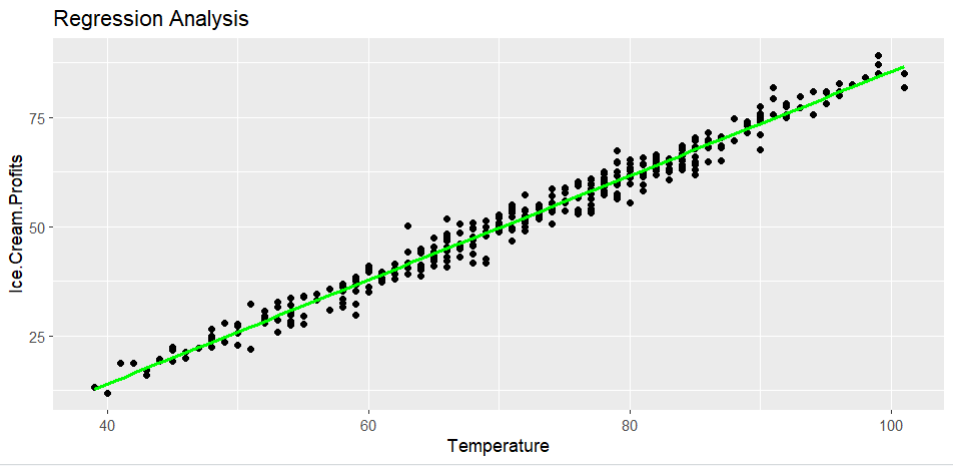 Regression Analysis
Ice.Cream.Profits
75
50
25
40 60 80 100
Temperature